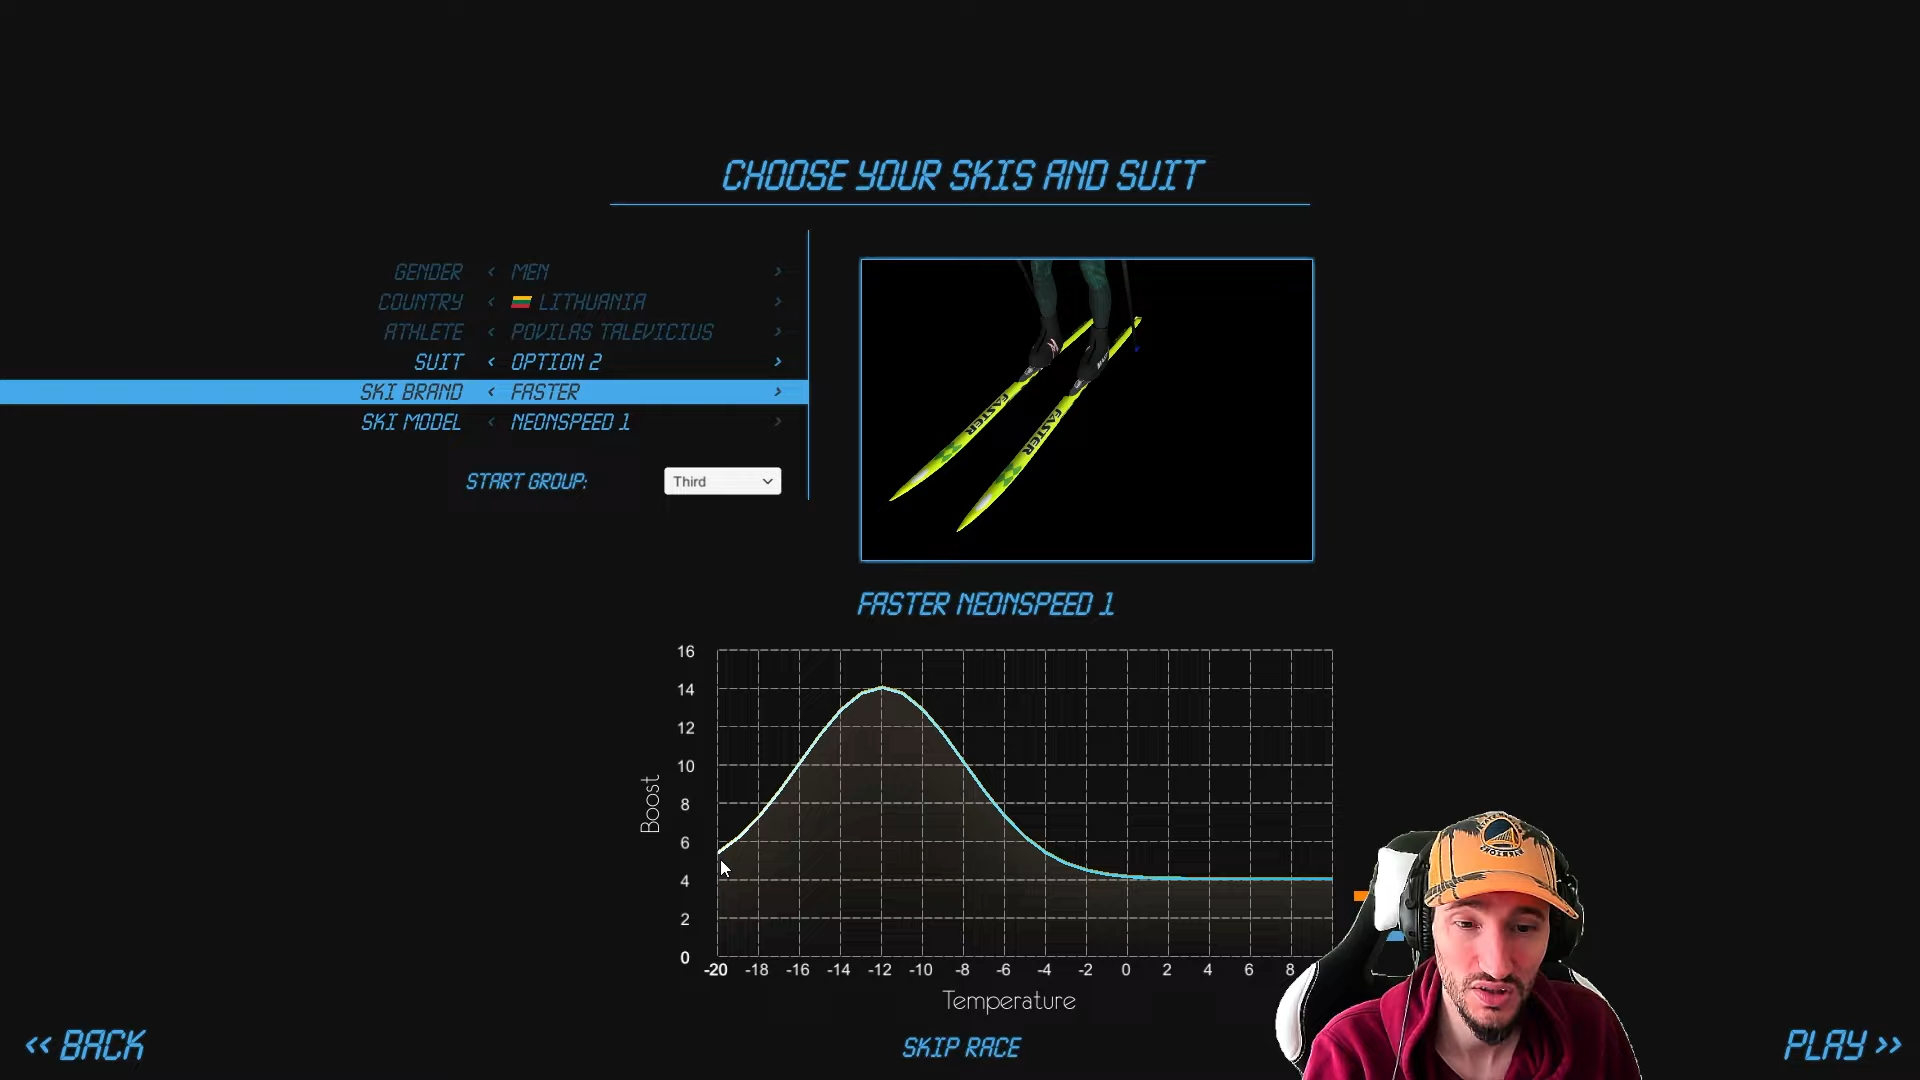 CHOOSE YOUR SKIS AND SUIT
GENDER < MEN >
COUNTRY < LITHUANIA >
ATHLETE < POVILAS TALEVICIUS >
SUIT < OPTION 2 >
SKI BRAND < FASTER >
SKI MODEL < NEONSPEED 1 >
START GROUP: Third
FASTER
FASTER
FASTER NEONSPEED 1
16
14
12
10
8
6
4
2
0
Boost
-20 -18 -16 -14 -12 -10 -8 -6 -4 -2 0 2 4 6 8
Temperature
<< BACK
SKIP RACE
PLAY >>